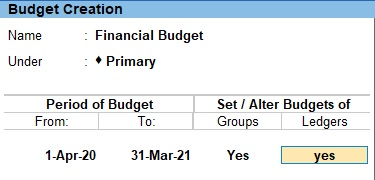 Budget Creation
Name : Financial Budget
Under : ♦ Primary
Period of Budget Set / Alter Budgets of
From: To: Groups Ledgers
1-Apr-20 31-Mar-21 Yes yes